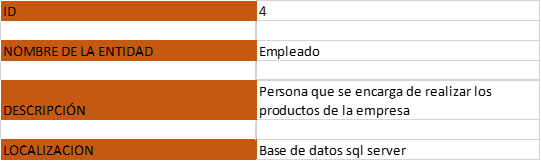 ID 4
NOMBRE DE LA ENTIDAD Empleado
Persona que se encarga de realizar los
DESCRIPCIÓN productos de la empresa
LOCALIZACION Base de datos sql server